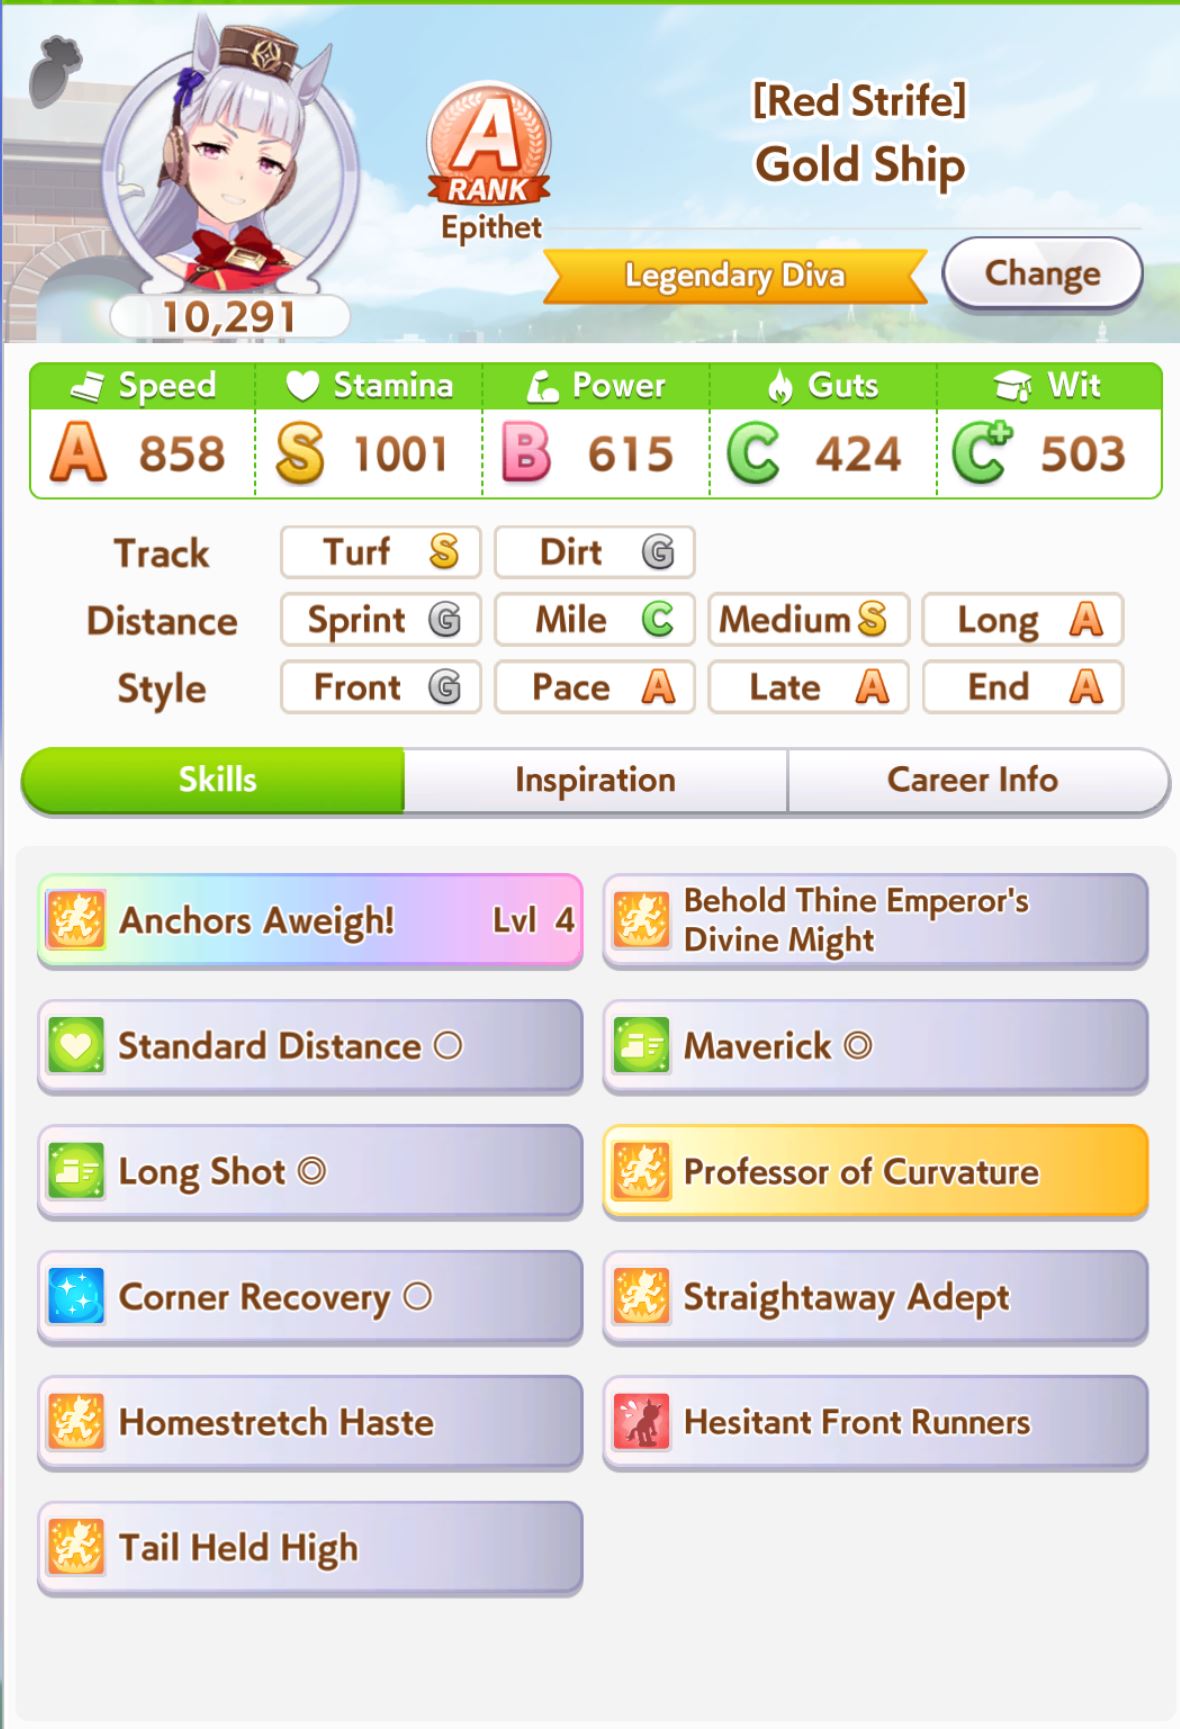 [Red Strife]
Gold Ship
A
RANK
Epithet
Legendary Diva
Change
10,291
Speed Stamina Power Guts Wit
A 858 S 1001 B 615 C 424 C+ 503
Track Turf S Dirt G
Distance Sprint G Mile C Medium S Long A
Style Front G Pace A Late A End A
Skills Inspiration Career Info
Anchors Aweigh! Lvl 4
Behold Thine Emperor's
Divine Might
Standard Distance ○
Maverick ◎
Long Shot ◎
Professor of Curvature
Corner Recovery ○
Straightaway Adept
Homestretch Haste
Hesitant Front Runners
Tail Held High